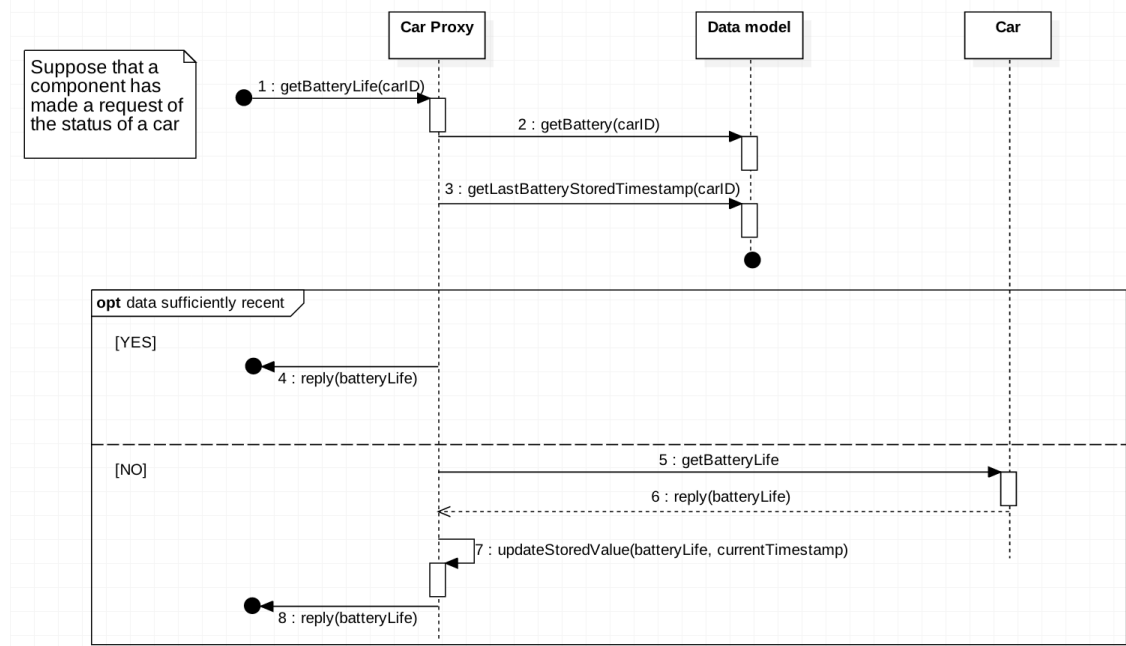 Car Proxy
Data model
Car
Suppose that a
component has
made a request of
the status of a car
1 : getBatteryLife(carID)
2 : getBattery(carID)
3 : getLastBatteryStoredTimestamp(carID)
opt data sufficiently recent
[YES]
4 : reply(batteryLife)
[NO]
5 : getBatteryLife
6 : reply(batteryLife)
7 : updateStoredValue(batteryLife, currentTimestamp)
8 : reply(batteryLife)